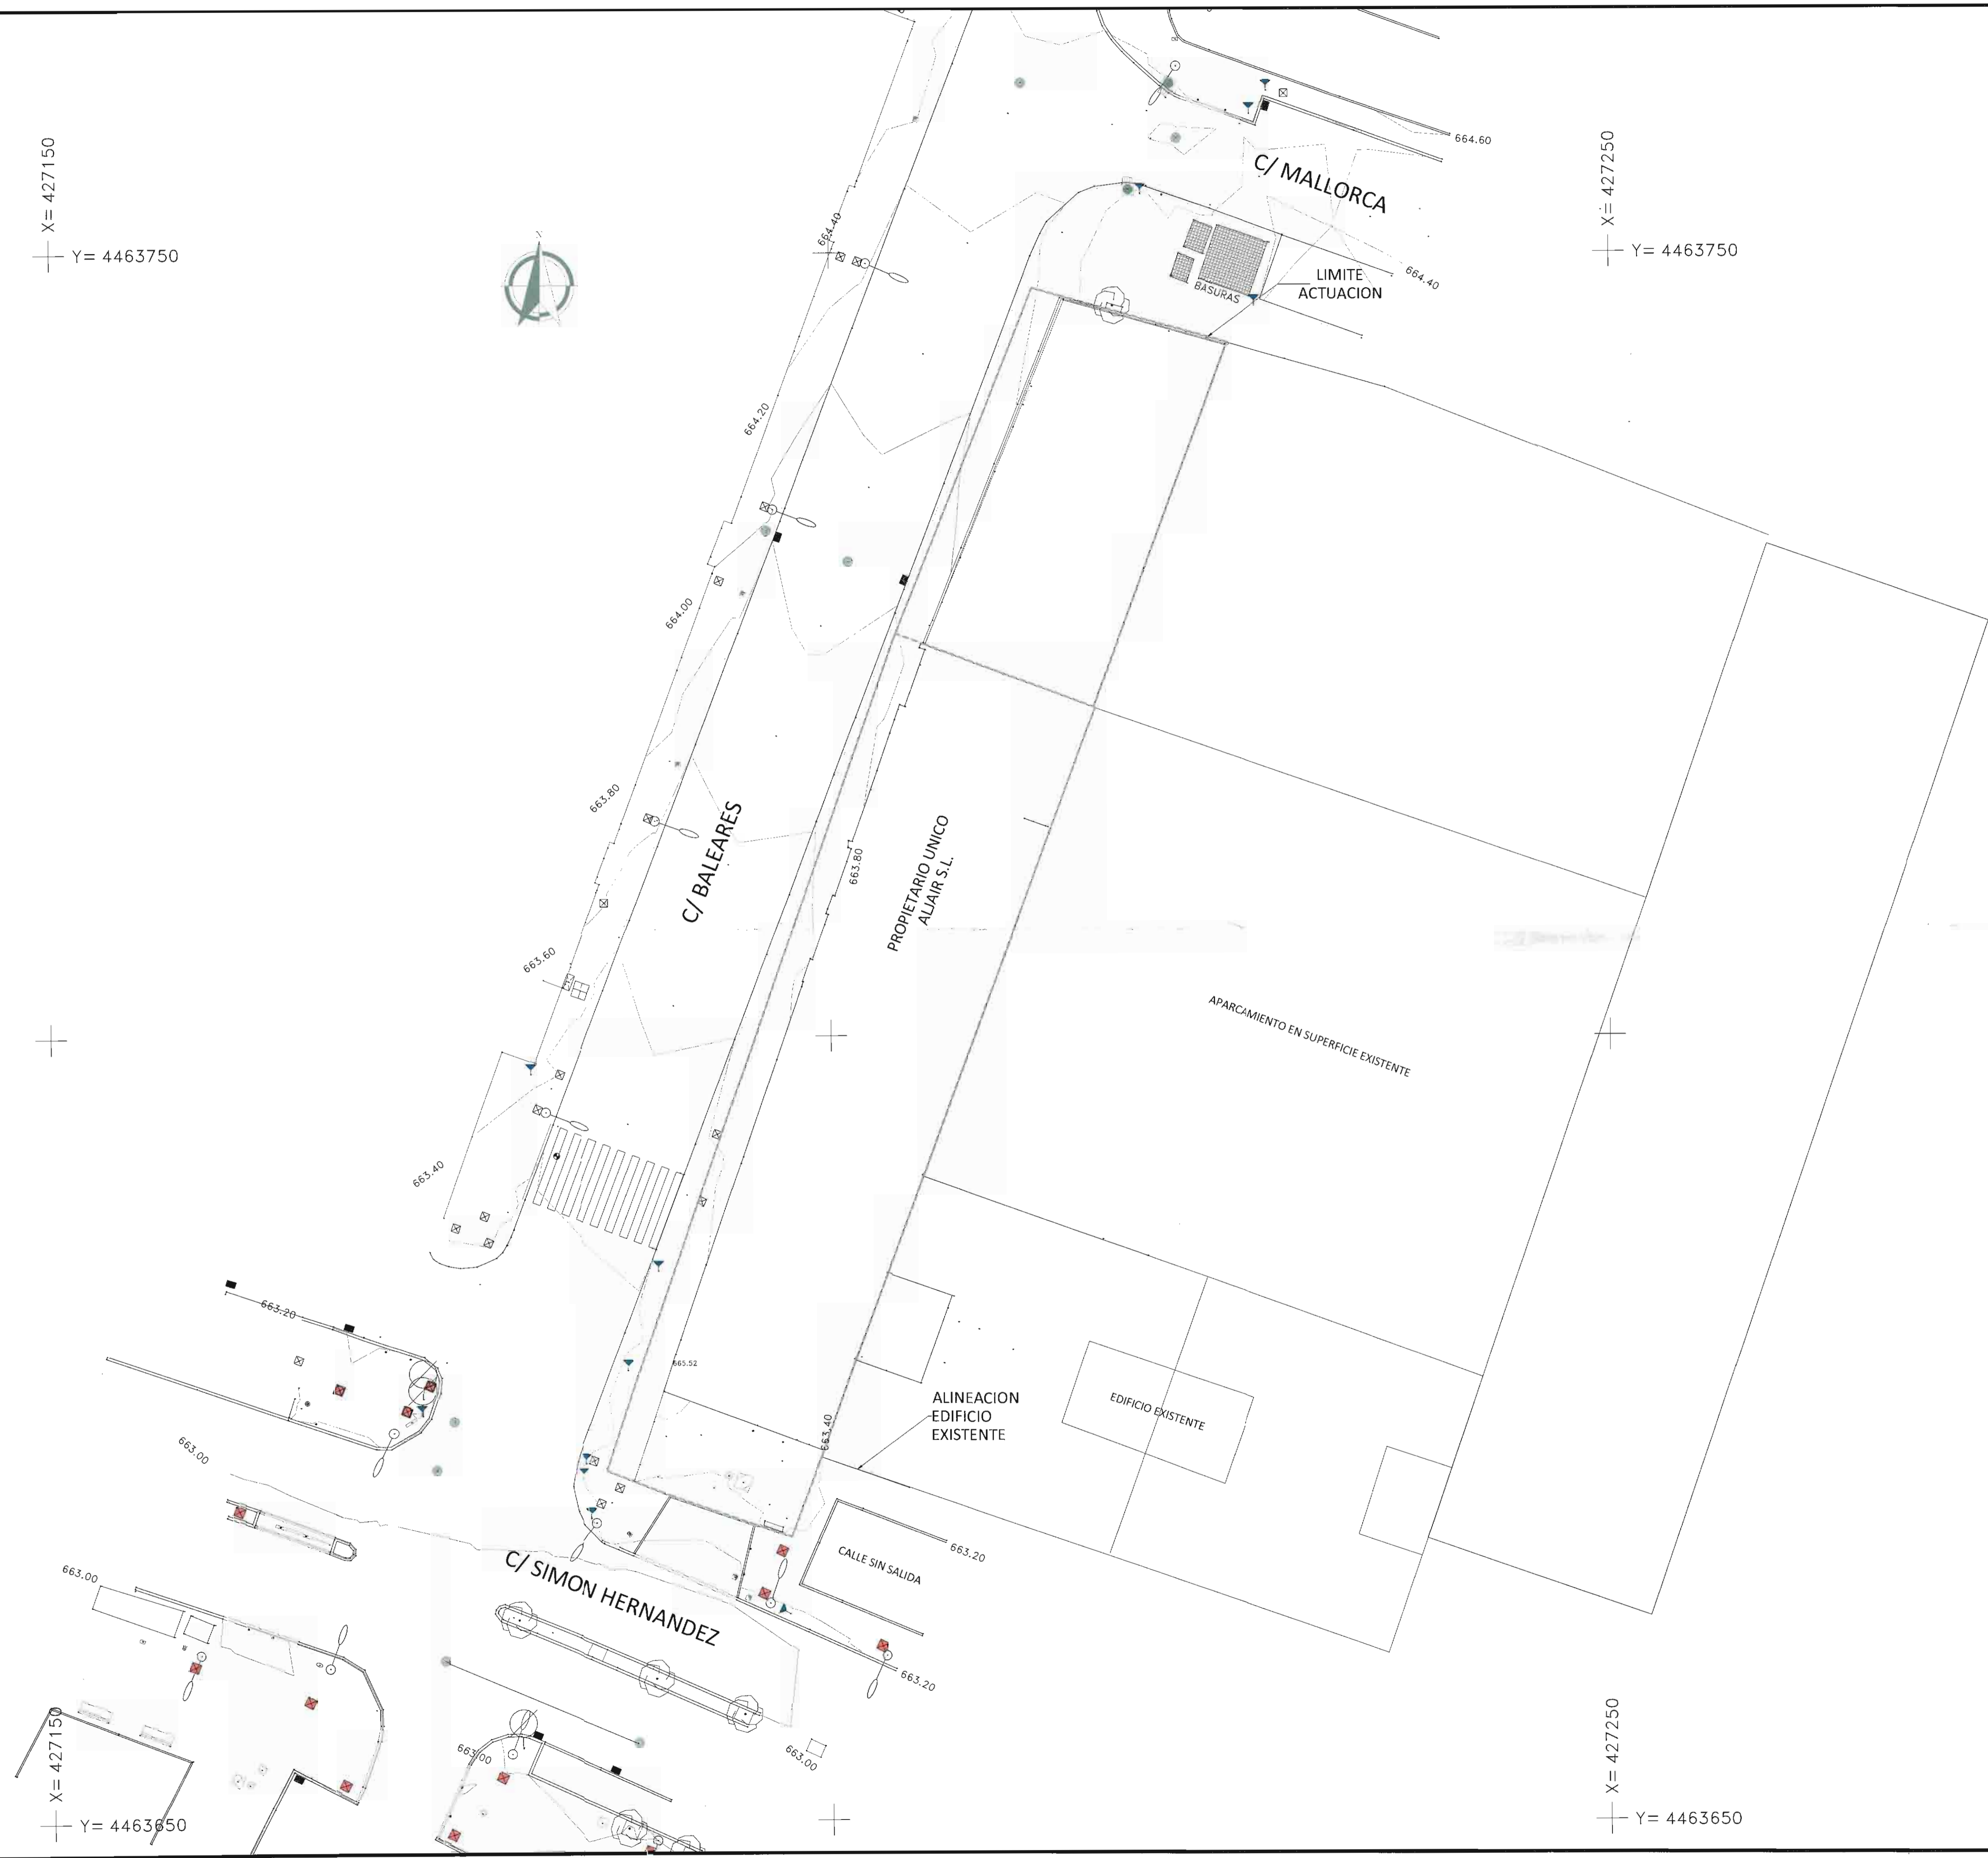 664.60
C/ MALLORCA
X= 427150
Y= 4463750
X= 427250
Y= 4463750
N
664.40
664.40
LIMITE
ACTUACION
BASURAS
664.20
664.00
663.80
C/ BALEARES
663.80
PROPIETARIO UNICO
ALJAIR S.L.
663.60
APARCAMIENTO EN SUPERFICIE EXISTENTE
663.40
663.20
665.52
ALINEACION
EDIFICIO
EXISTENTE
EDIFICIO EXISTENTE
663.40
663.00
663.20
CALLE SIN SALIDA
C/ SIMON HERNANDEZ
663.00
663.20
663.00
663.00
X= 427150
Y= 4463650
X= 427250
Y= 4463650